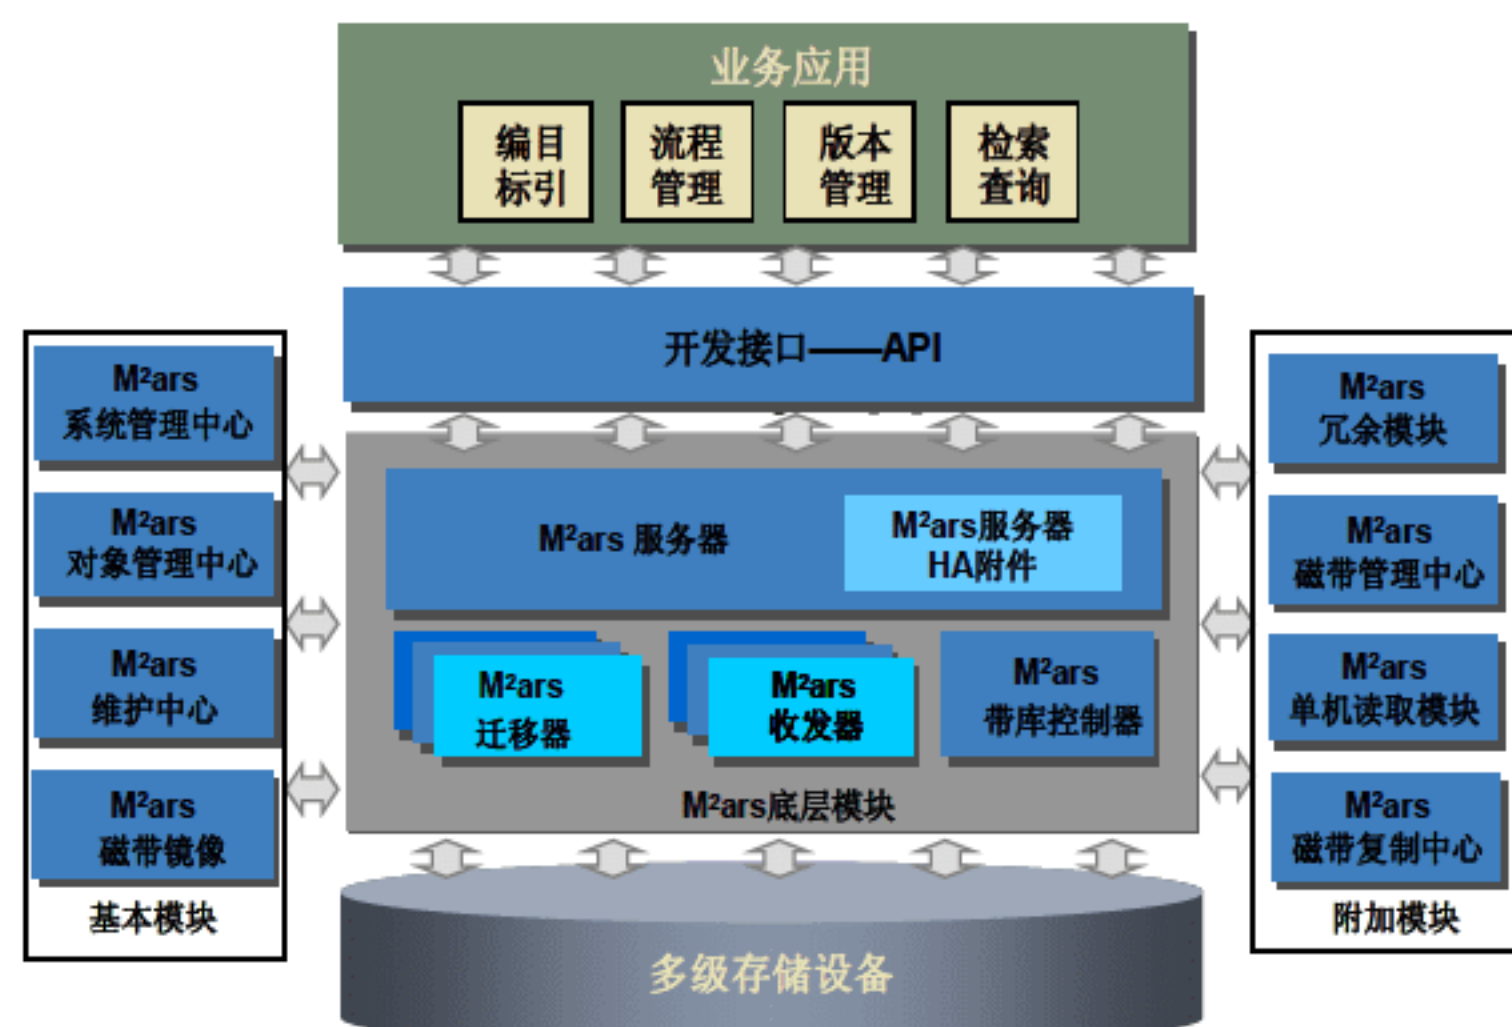 业务应用
编目
标引
流程
管理
版本
管理
检索
查询
开发接口——API
M²ars
系统管理中心
M²ars
对象管理中心
M²ars
维护中心
M²ars
磁带镜像
基本模块
M²ars 服务器
M²ars服务器
HA附件
M²ars
迁移器
M²ars
收发器
M²ars
带库控制器
M²ars底层模块
M²ars
冗余模块
M²ars
磁带管理中心
M²ars
单机读取模块
M²ars
磁带复制中心
附加模块
多级存储设备